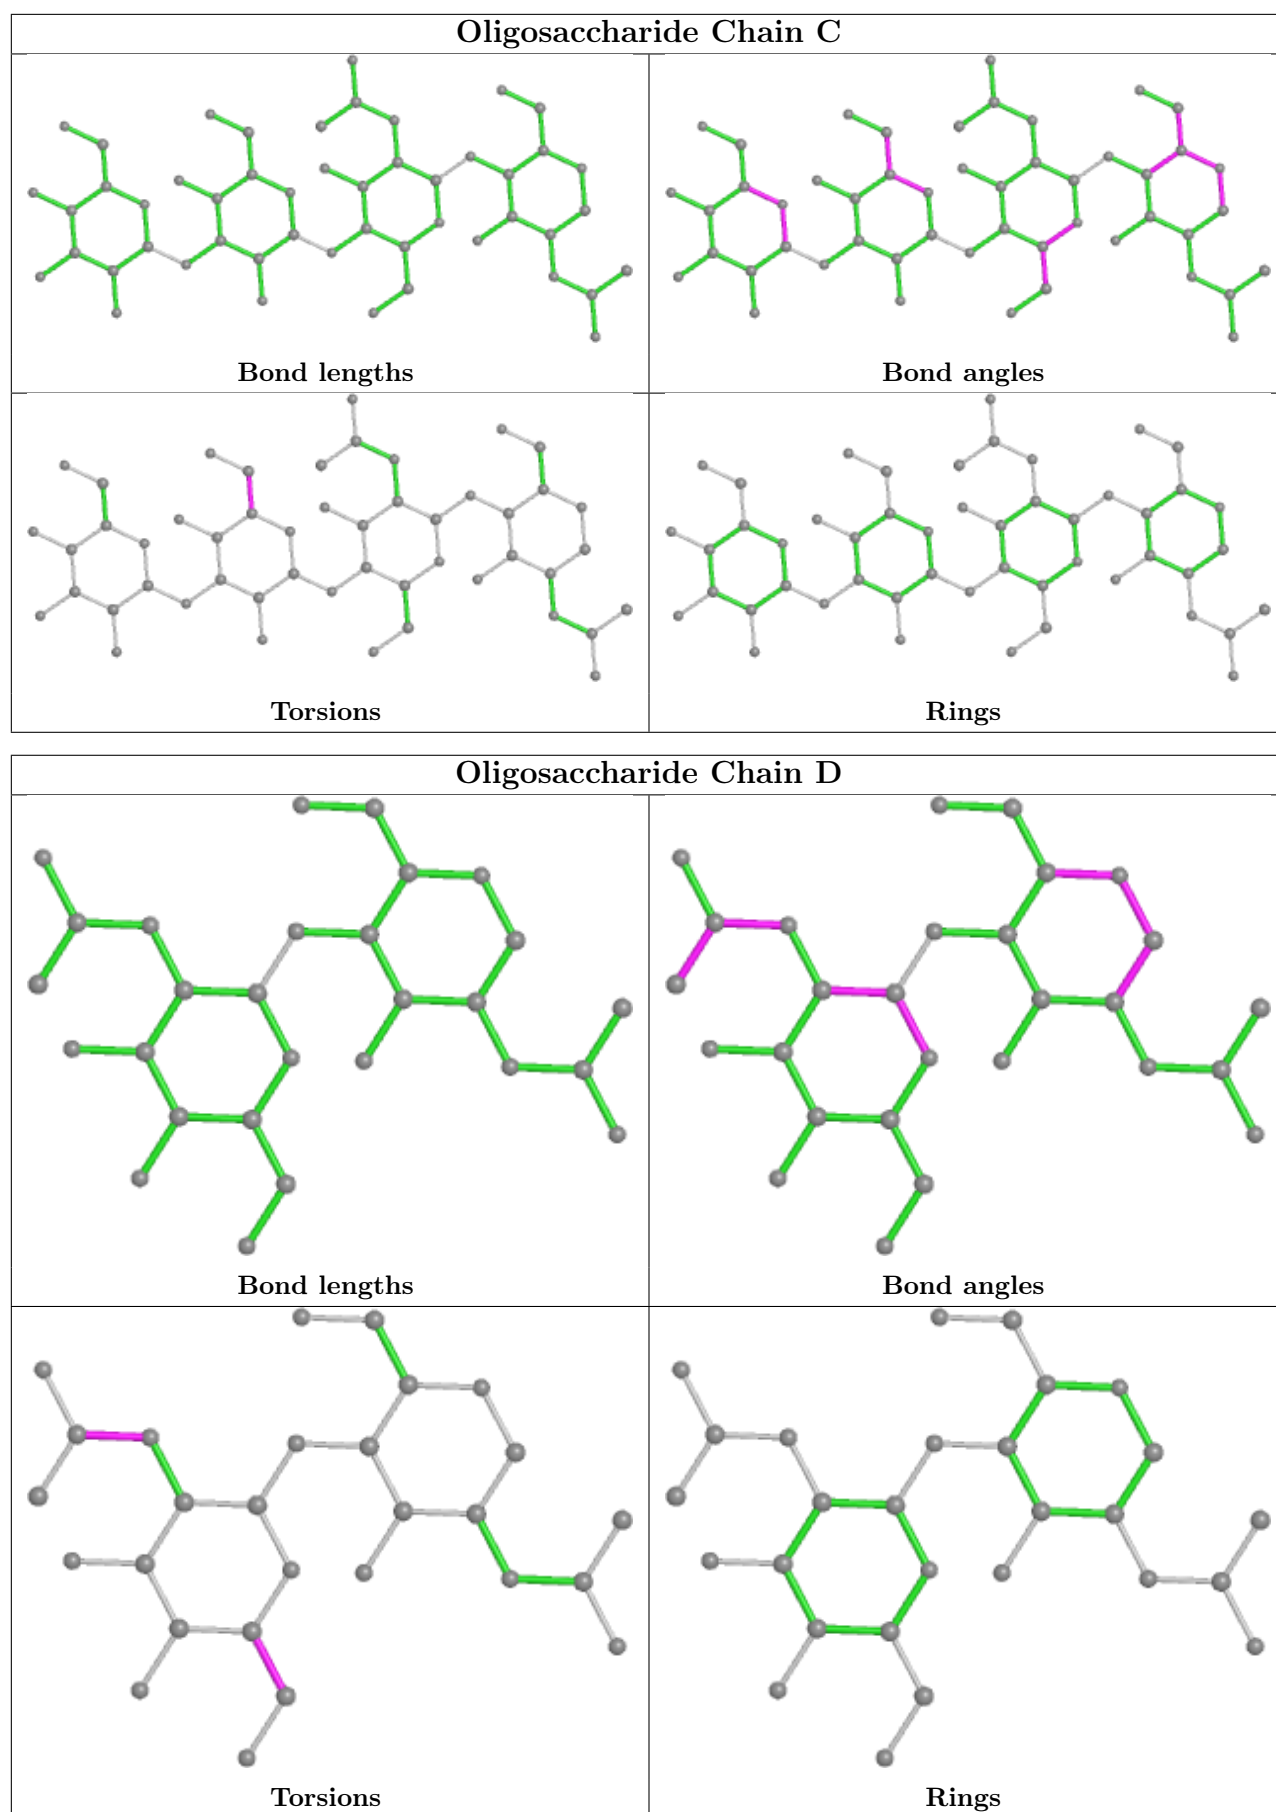 Oligosaccharide Chain C
Bond lengths
Bond angles
Torsions
Rings
Oligosaccharide Chain D
Bond lengths
Bond angles
Torsions
Rings